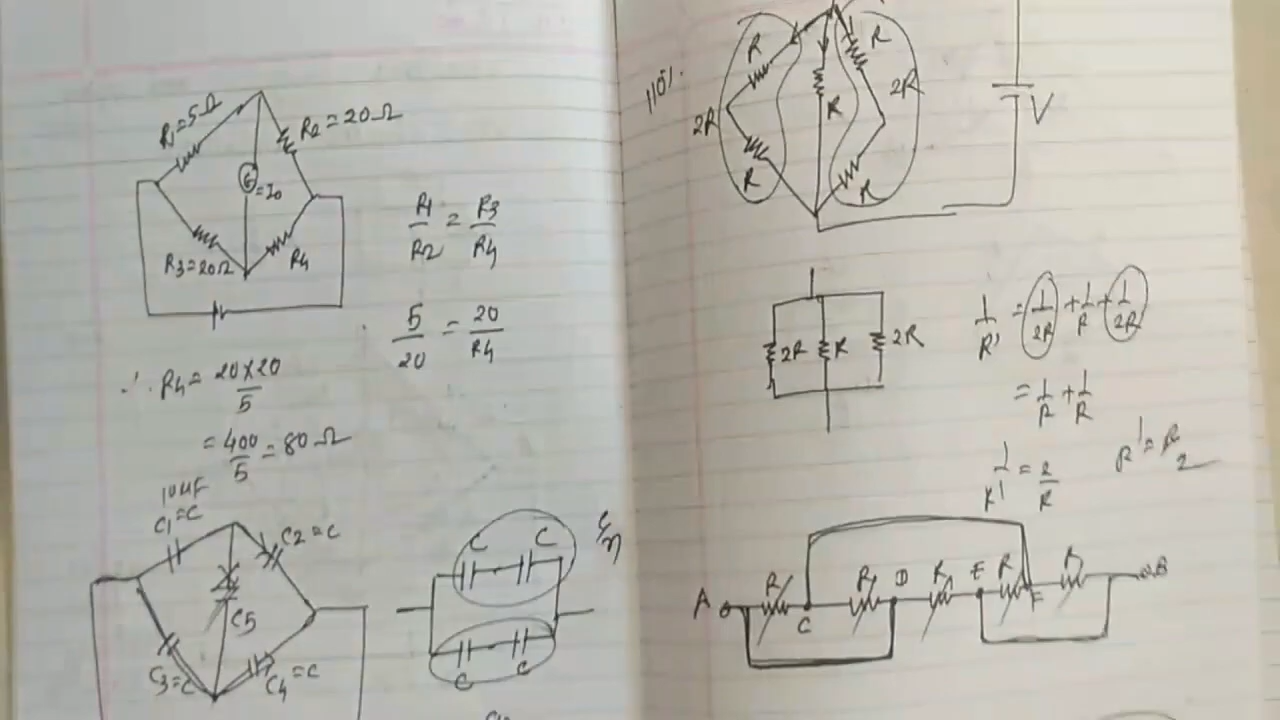 R1=5Ω
R2=20Ω
G
=I0
R3=20Ω
R4
R1/R2 = R3/R4
5/20 = 20/R4
∴ R4= 20×20/5
= 400/5 = 80Ω
10μF
C1=C
C2=C
C5
C3=C
C4=C
C C
C C
R
R
R
R
R
2R
2R
V
2R
R
2R
1/R' = 1/2R + 1/R + 1/2R
= 1/R + 1/R
1/R' = 2/R
R' = R/2
A
R
C
R
D
R
E
R
F
R
B